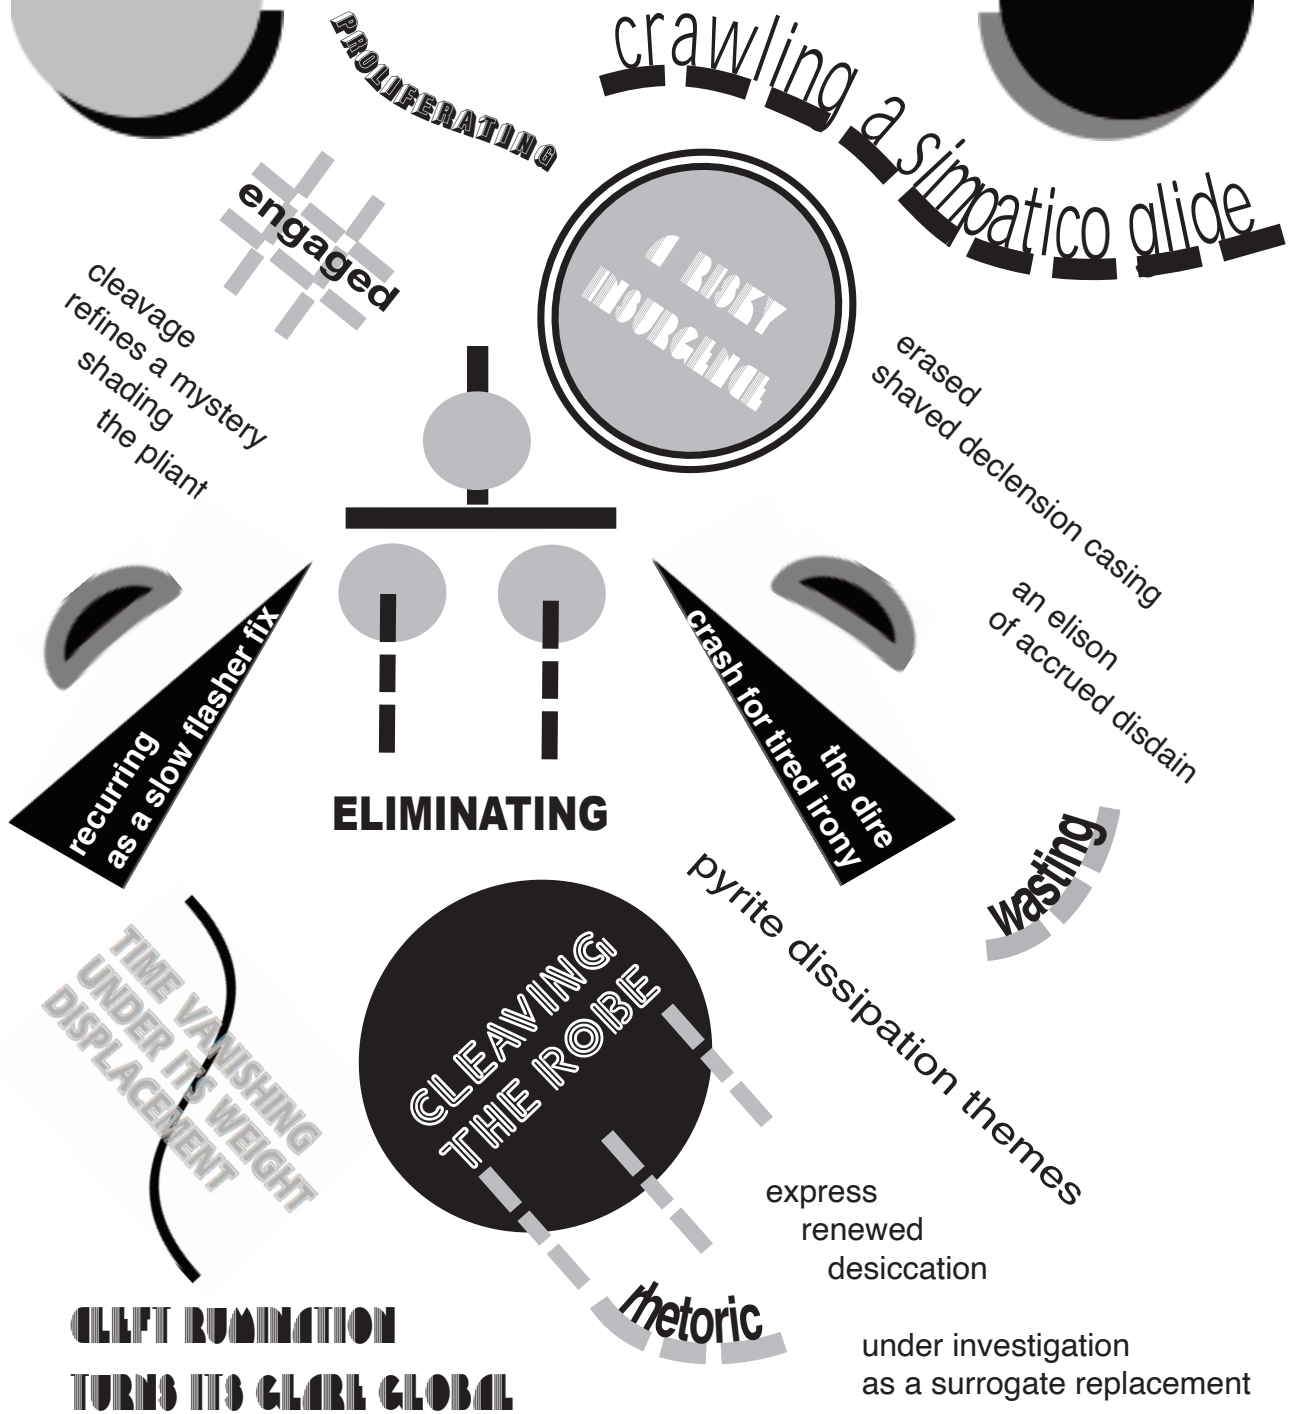 PROLIFERATING
crawling a simpatico glide
engaged
A RISKY
INSURGENCE
cleavage
refines a mystery
shading
the pliant
erased
shaved declension casing
an elison
of accrued disdain
recurring
as a slow flasher fix
the dire
crash for tired irony
ELIMINATING
wasting
pyrite dissipation themes
TIME VANISHING
UNDER ITS WEIGHT
DISPLACEMENT
CLEAVING
THE ROBE
express
renewed
desiccation
rhetoric
CLEFT RUMINATION
TURNS ITS GLARE GLOBAL
under investigation
as a surrogate replacement